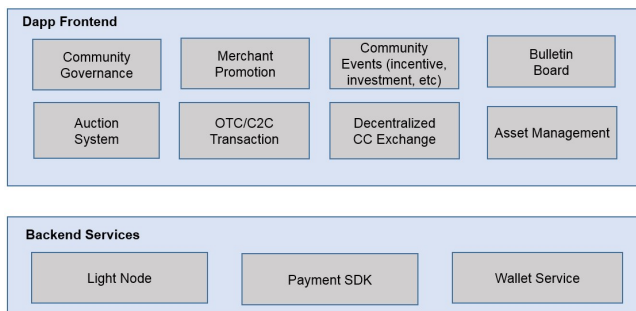 Dapp Frontend
Community
Governance
Merchant
Promotion
Community
Events (incentive,
investment, etc)
Bulletin
Board
Auction
System
OTC/C2C
Transaction
Decentralized
CC Exchange
Asset Management
Backend Services
Light Node
Payment SDK
Wallet Service